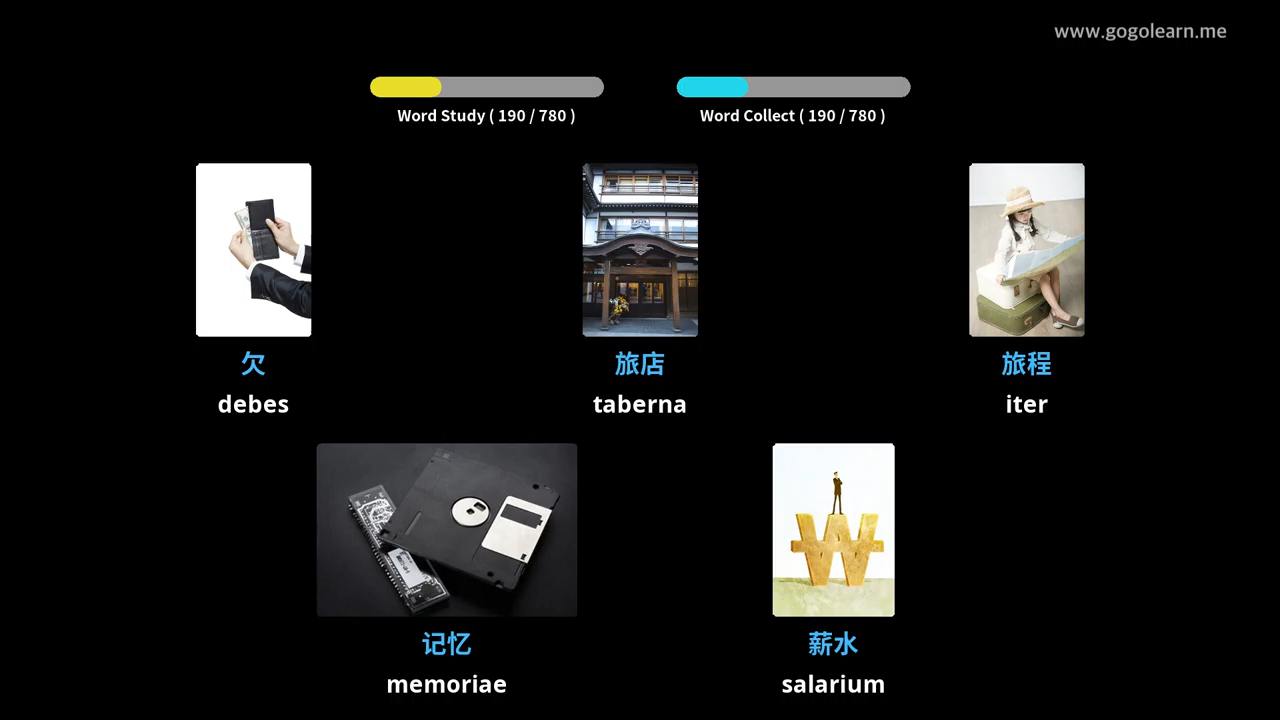 www.gogolearn.me
Word Study ( 190 / 780 )
Word Collect ( 190 / 780 )
欠
debes
旅店
taberna
旅程
iter
记忆
memoriae
薪水
salarium